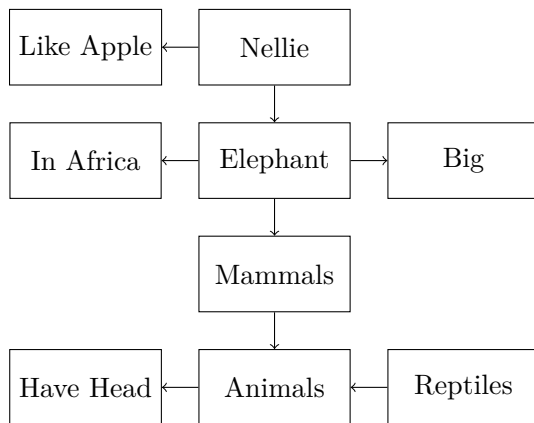 Like Apple
Nellie
In Africa
Elephant
Big
Mammals
Have Head
Animals
Reptiles